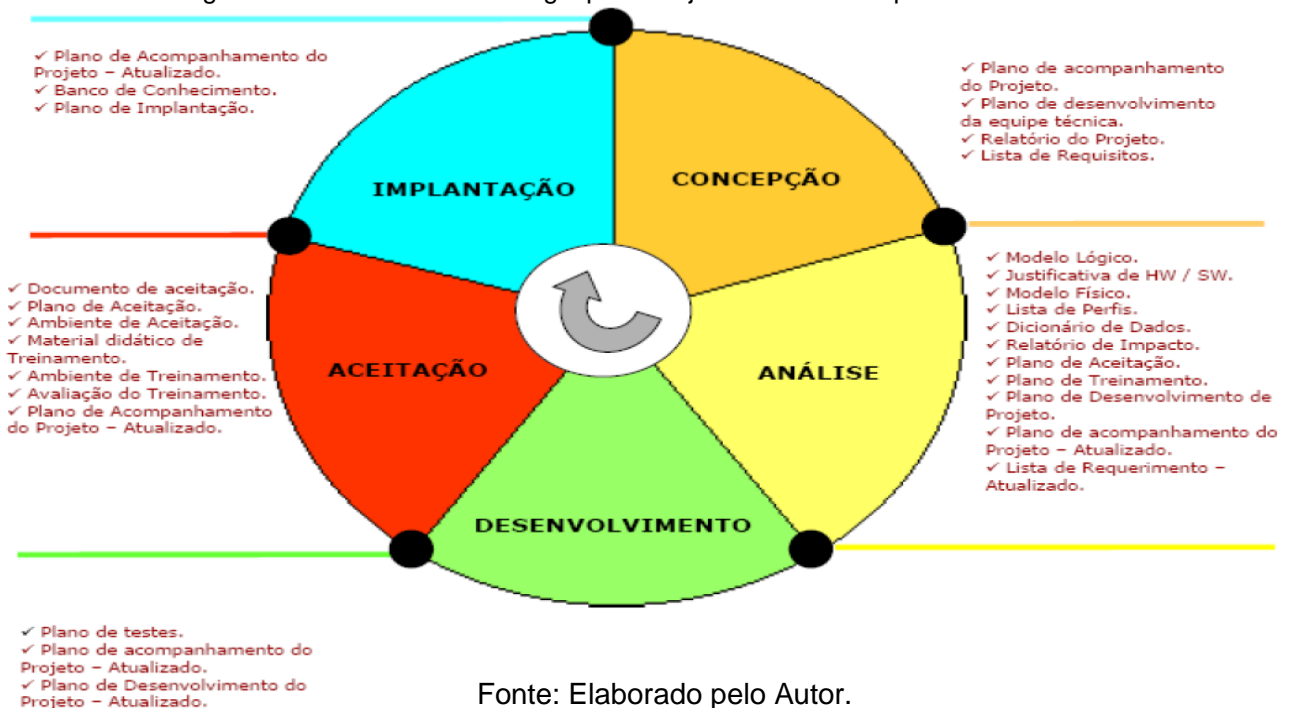 ✓ Plano de Acompanhamento do
Projeto – Atualizado.
✓ Banco de Conhecimento.
✓ Plano de Implantação.
✓ Plano de acompanhamento
do Projeto.
✓ Plano de desenvolvimento
da equipe técnica.
✓ Relatório do Projeto.
✓ Lista de Requisitos.
IMPLANTAÇÃO
CONCEPÇÃO
✓ Documento de aceitação.
✓ Plano de Aceitação.
✓ Ambiente de Aceitação.
✓ Material didático de
Treinamento.
✓ Ambiente de Treinamento.
✓ Avaliação do Treinamento.
✓ Plano de Acompanhamento
do Projeto – Atualizado.
ACEITAÇÃO
ANÁLISE
✓ Modelo Lógico.
✓ Justificativa de HW / SW.
✓ Modelo Físico.
✓ Lista de Perfis.
✓ Dicionário de Dados.
✓ Relatório de Impacto.
✓ Plano de Aceitação.
✓ Plano de Treinamento.
✓ Plano de Desenvolvimento de
Projeto.
✓ Plano de acompanhamento do
Projeto – Atualizado.
✓ Lista de Requerimento –
Atualizado.
DESENVOLVIMENTO
✓ Plano de testes.
✓ Plano de acompanhamento do
Projeto – Atualizado.
✓ Plano de Desenvolvimento do
Projeto – Atualizado.
Fonte: Elaborado pelo Autor.